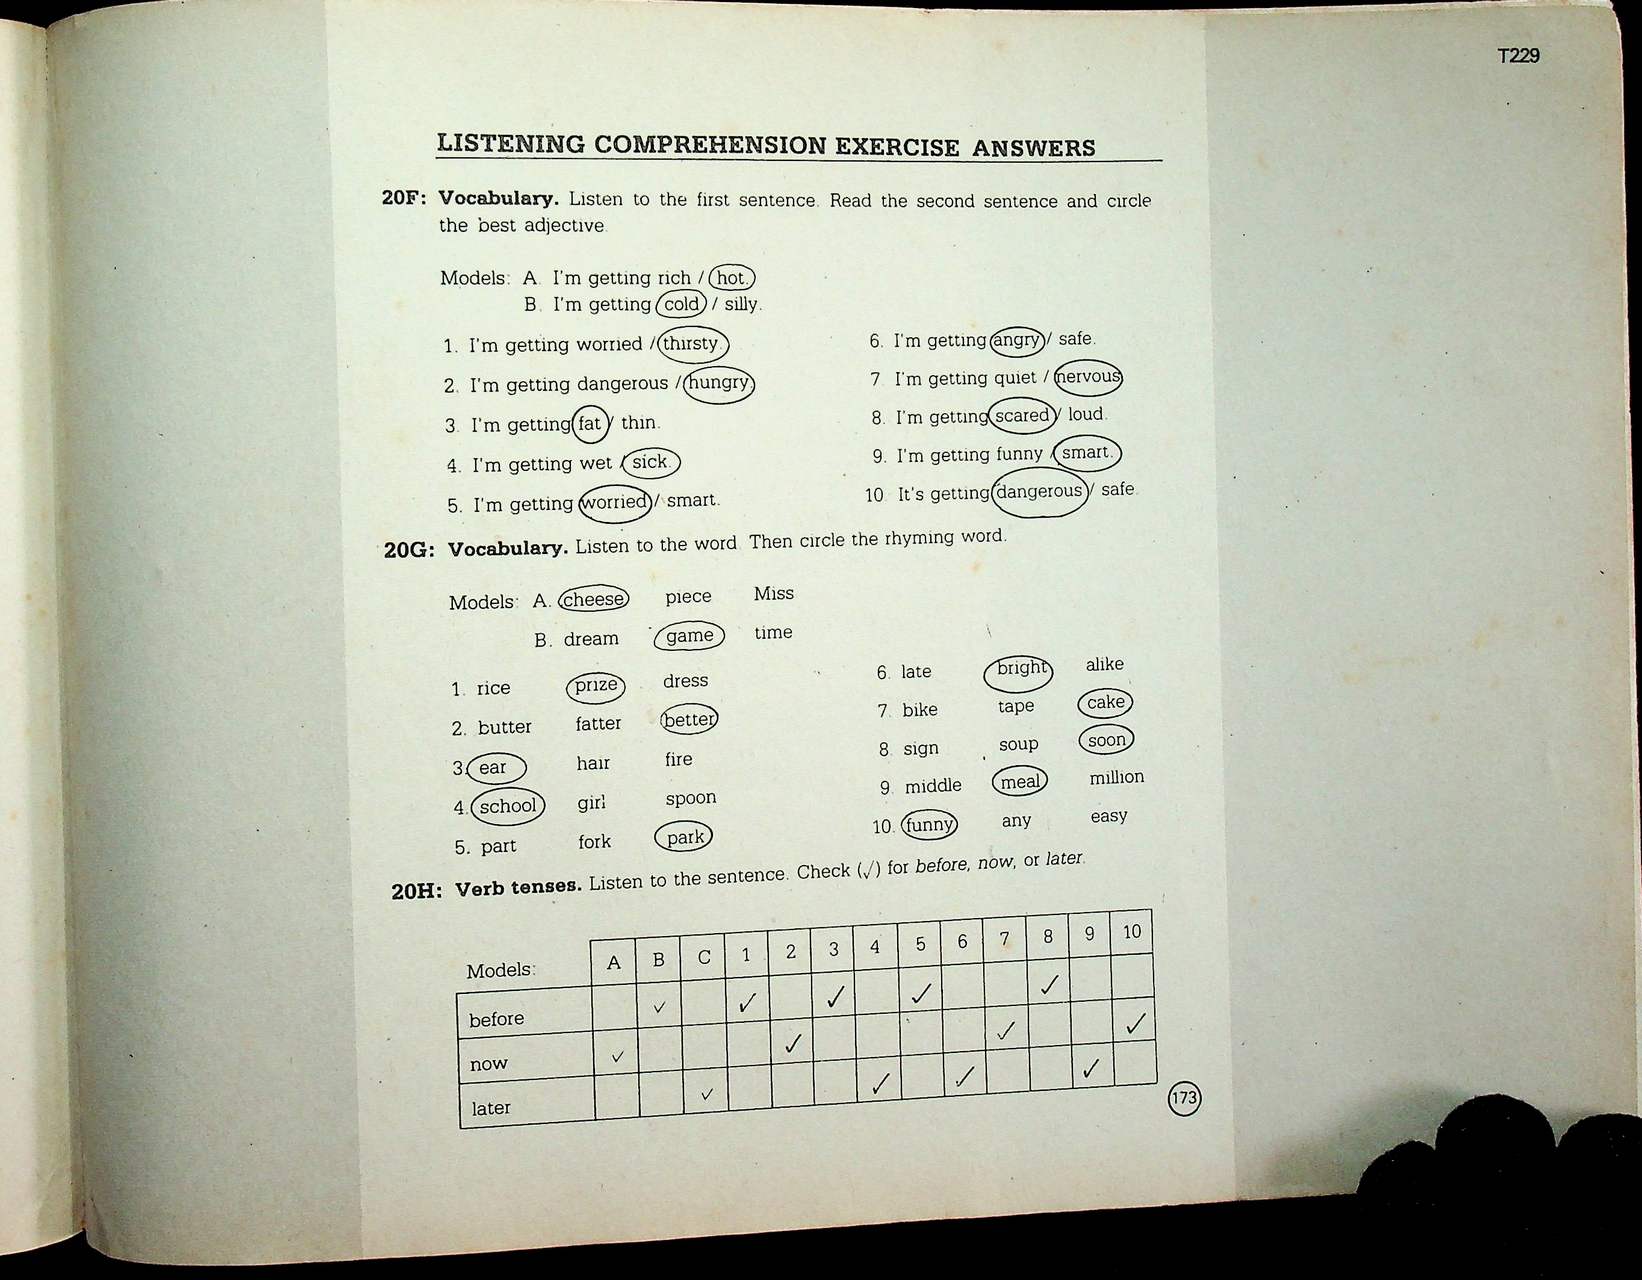 T229
LISTENING COMPREHENSION EXERCISE ANSWERS
20F: Vocabulary. Listen to the first sentence. Read the second sentence and circle
the best adjective.
Models: A. I'm getting rich / hot.
B. I'm getting cold / silly.
1. I'm getting worried / thirsty.
2. I'm getting dangerous / hungry
3. I'm getting fat / thin.
4. I'm getting wet / sick.
5. I'm getting worried / smart.
6. I'm getting angry / safe.
7 I'm getting quiet / nervous
8. I'm getting scared / loud.
9. I'm getting funny / smart.
10 It's getting dangerous / safe.
20G: Vocabulary. Listen to the word. Then circle the rhyming word.
Models: A. cheese piece Miss
B. dream game time
1. rice prize dress
2. butter fatter better
3. ear hair fire
4. school girl spoon
5. part fork park
6. late bright alike
7. bike tape cake
8. sign soup soon
9. middle meal million
10. funny any easy
20H: Verb tenses. Listen to the sentence. Check (✓) for before, now, or later.
Models: A B C 1 2 3 4 5 6 7 8 9 10
before ✓ ✓ ✓ ✓ ✓
now ✓ ✓ ✓ ✓
later ✓ ✓ ✓ ✓
173